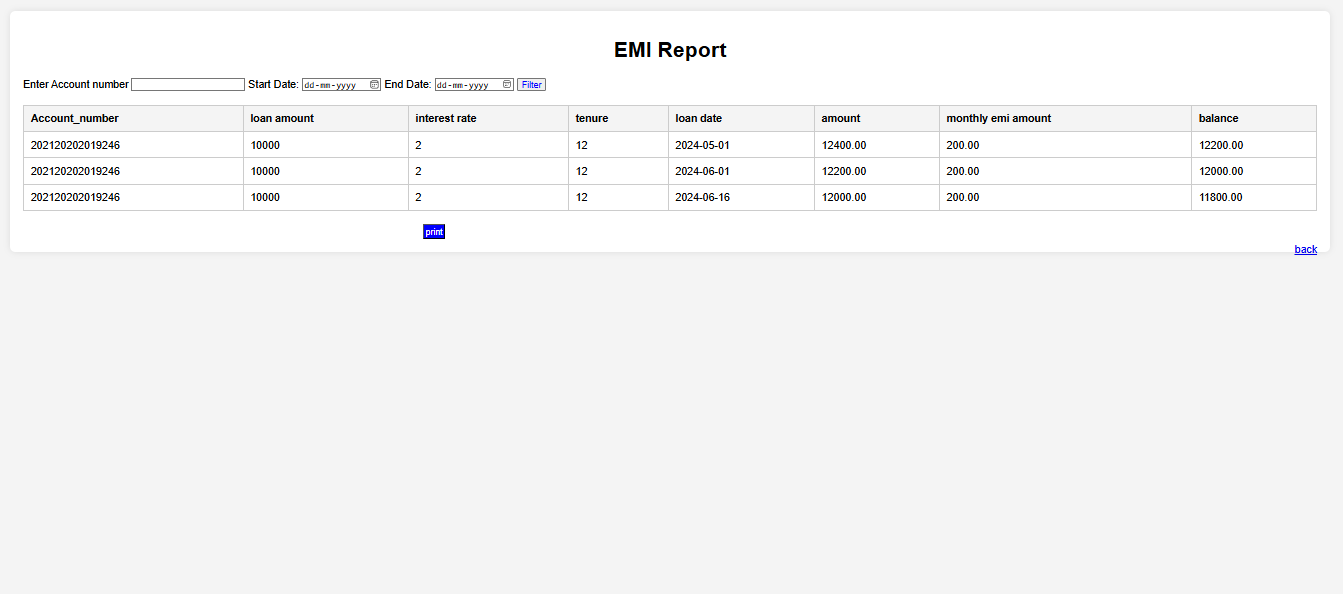 EMI Report
Enter Account number Start Date: dd-mm-yyyy End Date: dd-mm-yyyy Filter
Account_number loan amount interest rate tenure loan date amount monthly emi amount balance
202120202019246 10000 2 12 2024-05-01 12400.00 200.00 12200.00
202120202019246 10000 2 12 2024-06-01 12200.00 200.00 12000.00
202120202019246 10000 2 12 2024-06-16 12000.00 200.00 11800.00
print
back